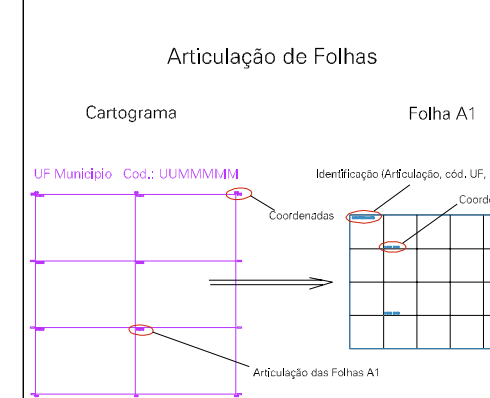 Articulação de Folhas
Cartograma
Folha A1
UF Municipio Cod.: UUMMMMM
Identificação (Articulação, cód. UF,
Coordenadas
Articulação das Folhas A1